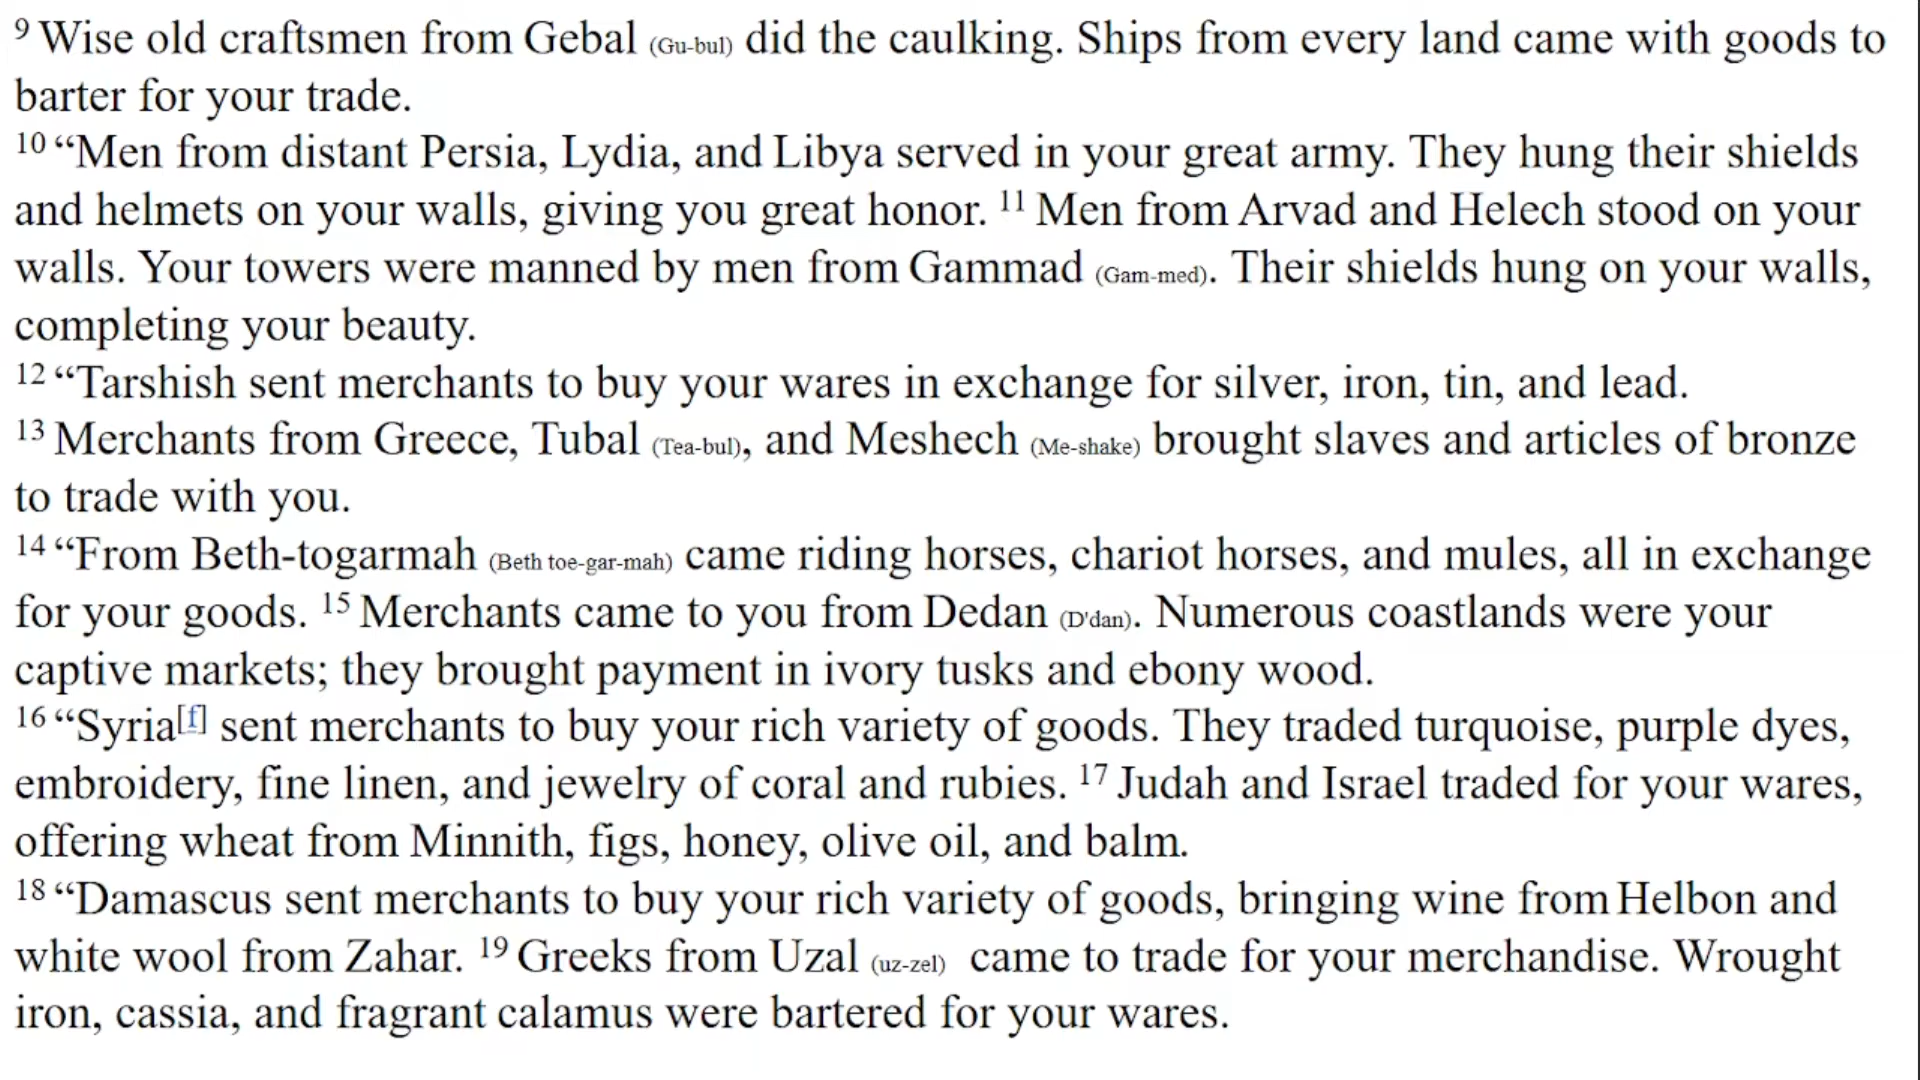 9 Wise old craftsmen from Gebal (Gu-bul) did the caulking. Ships from every land came with goods to
barter for your trade.
10 “Men from distant Persia, Lydia, and Libya served in your great army. They hung their shields
and helmets on your walls, giving you great honor. 11 Men from Arvad and Helech stood on your
walls. Your towers were manned by men from Gammad (Gam-med). Their shields hung on your walls,
completing your beauty.
12 “Tarshish sent merchants to buy your wares in exchange for silver, iron, tin, and lead.
13 Merchants from Greece, Tubal (Tea-bul), and Meshech (Me-shake) brought slaves and articles of bronze
to trade with you.
14 “From Beth-togarmah (Beth toe-gar-mah) came riding horses, chariot horses, and mules, all in exchange
for your goods. 15 Merchants came to you from Dedan (D'dan). Numerous coastlands were your
captive markets; they brought payment in ivory tusks and ebony wood.
16 “Syria[f] sent merchants to buy your rich variety of goods. They traded turquoise, purple dyes,
embroidery, fine linen, and jewelry of coral and rubies. 17 Judah and Israel traded for your wares,
offering wheat from Minnith, figs, honey, olive oil, and balm.
18 “Damascus sent merchants to buy your rich variety of goods, bringing wine from Helbon and
white wool from Zahar. 19 Greeks from Uzal (uz-zel) came to trade for your merchandise. Wrought
iron, cassia, and fragrant calamus were bartered for your wares.